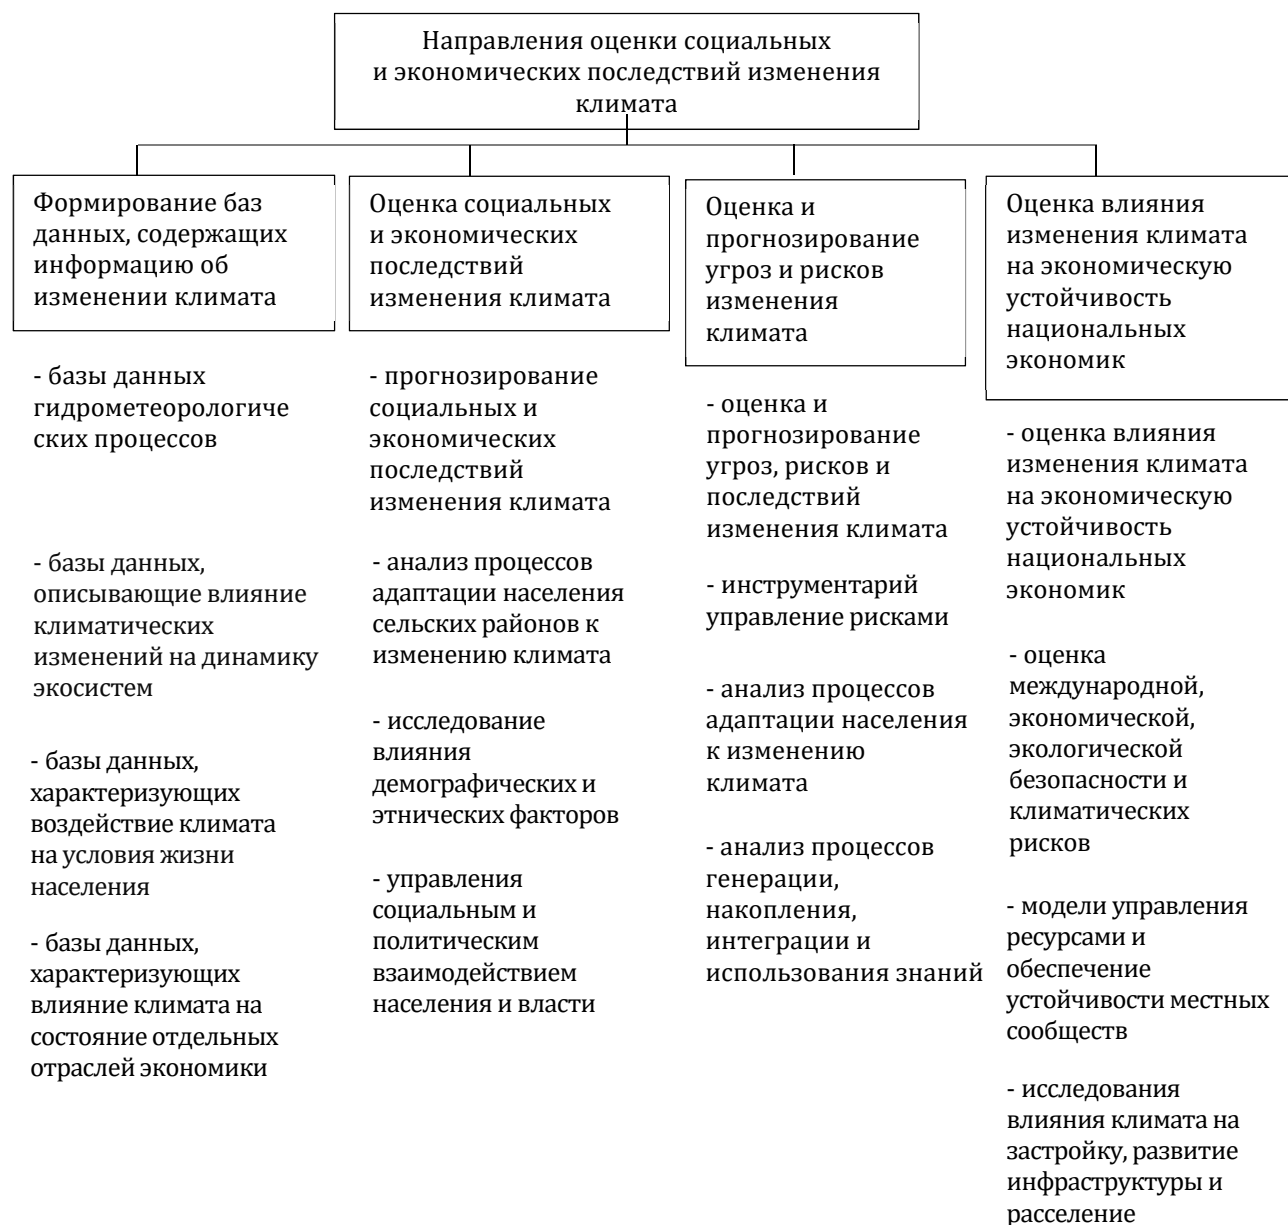 Направления оценки социальных
и экономических последствий изменения
климата
Формирование баз
данных, содержащих
информацию об
изменении климата
- базы данных
гидрометеорологиче
ских процессов
- базы данных,
описывающие влияние
климатических
изменений на динамику
экосистем
- базы данных,
характеризующих
воздействие климата
на условия жизни
населения
- базы данных,
характеризующих
влияние климата на
состояние отдельных
отраслей экономики
Оценка социальных
и экономических
последствий
изменения климата
- прогнозирование
социальных и
экономических
последствий
изменения климата
- анализ процессов
адаптации населения
сельских районов к
изменению климата
- исследование
влияния
демографических и
этнических факторов
- управления
социальным и
политическим
взаимодействием
населения и власти
Оценка и
прогнозирование
угроз и рисков
изменения
климата
- оценка и
прогнозирование
угроз, рисков и
последствий
изменения климата
- инструментарий
управление рисками
- анализ процессов
адаптации населения
к изменению
климата
- анализ процессов
генерации,
накопления,
интеграции и
использования знаний
Оценка влияния
изменения климата
на экономическую
устойчивость
национальных
экономик
- оценка влияния
изменения климата
на экономическую
устойчивость
национальных
экономик
- оценка
международной,
экономической,
экологической
безопасности и
климатических
рисков
- модели управления
ресурсами и
обеспечение
устойчивости местных
сообществ
- исследования
влияния климата на
застройку, развитие
инфраструктуры и
расселение